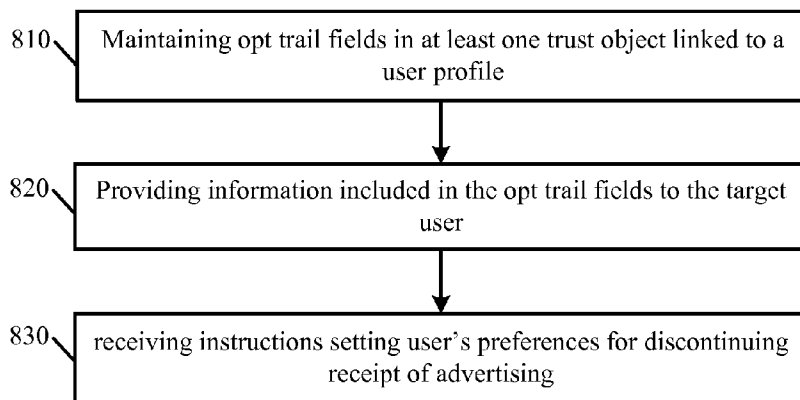 810 Maintaining opt trail fields in at least one trust object linked to a
user profile
820 Providing information included in the opt trail fields to the target
user
830 receiving instructions setting user's preferences for discontinuing
receipt of advertising